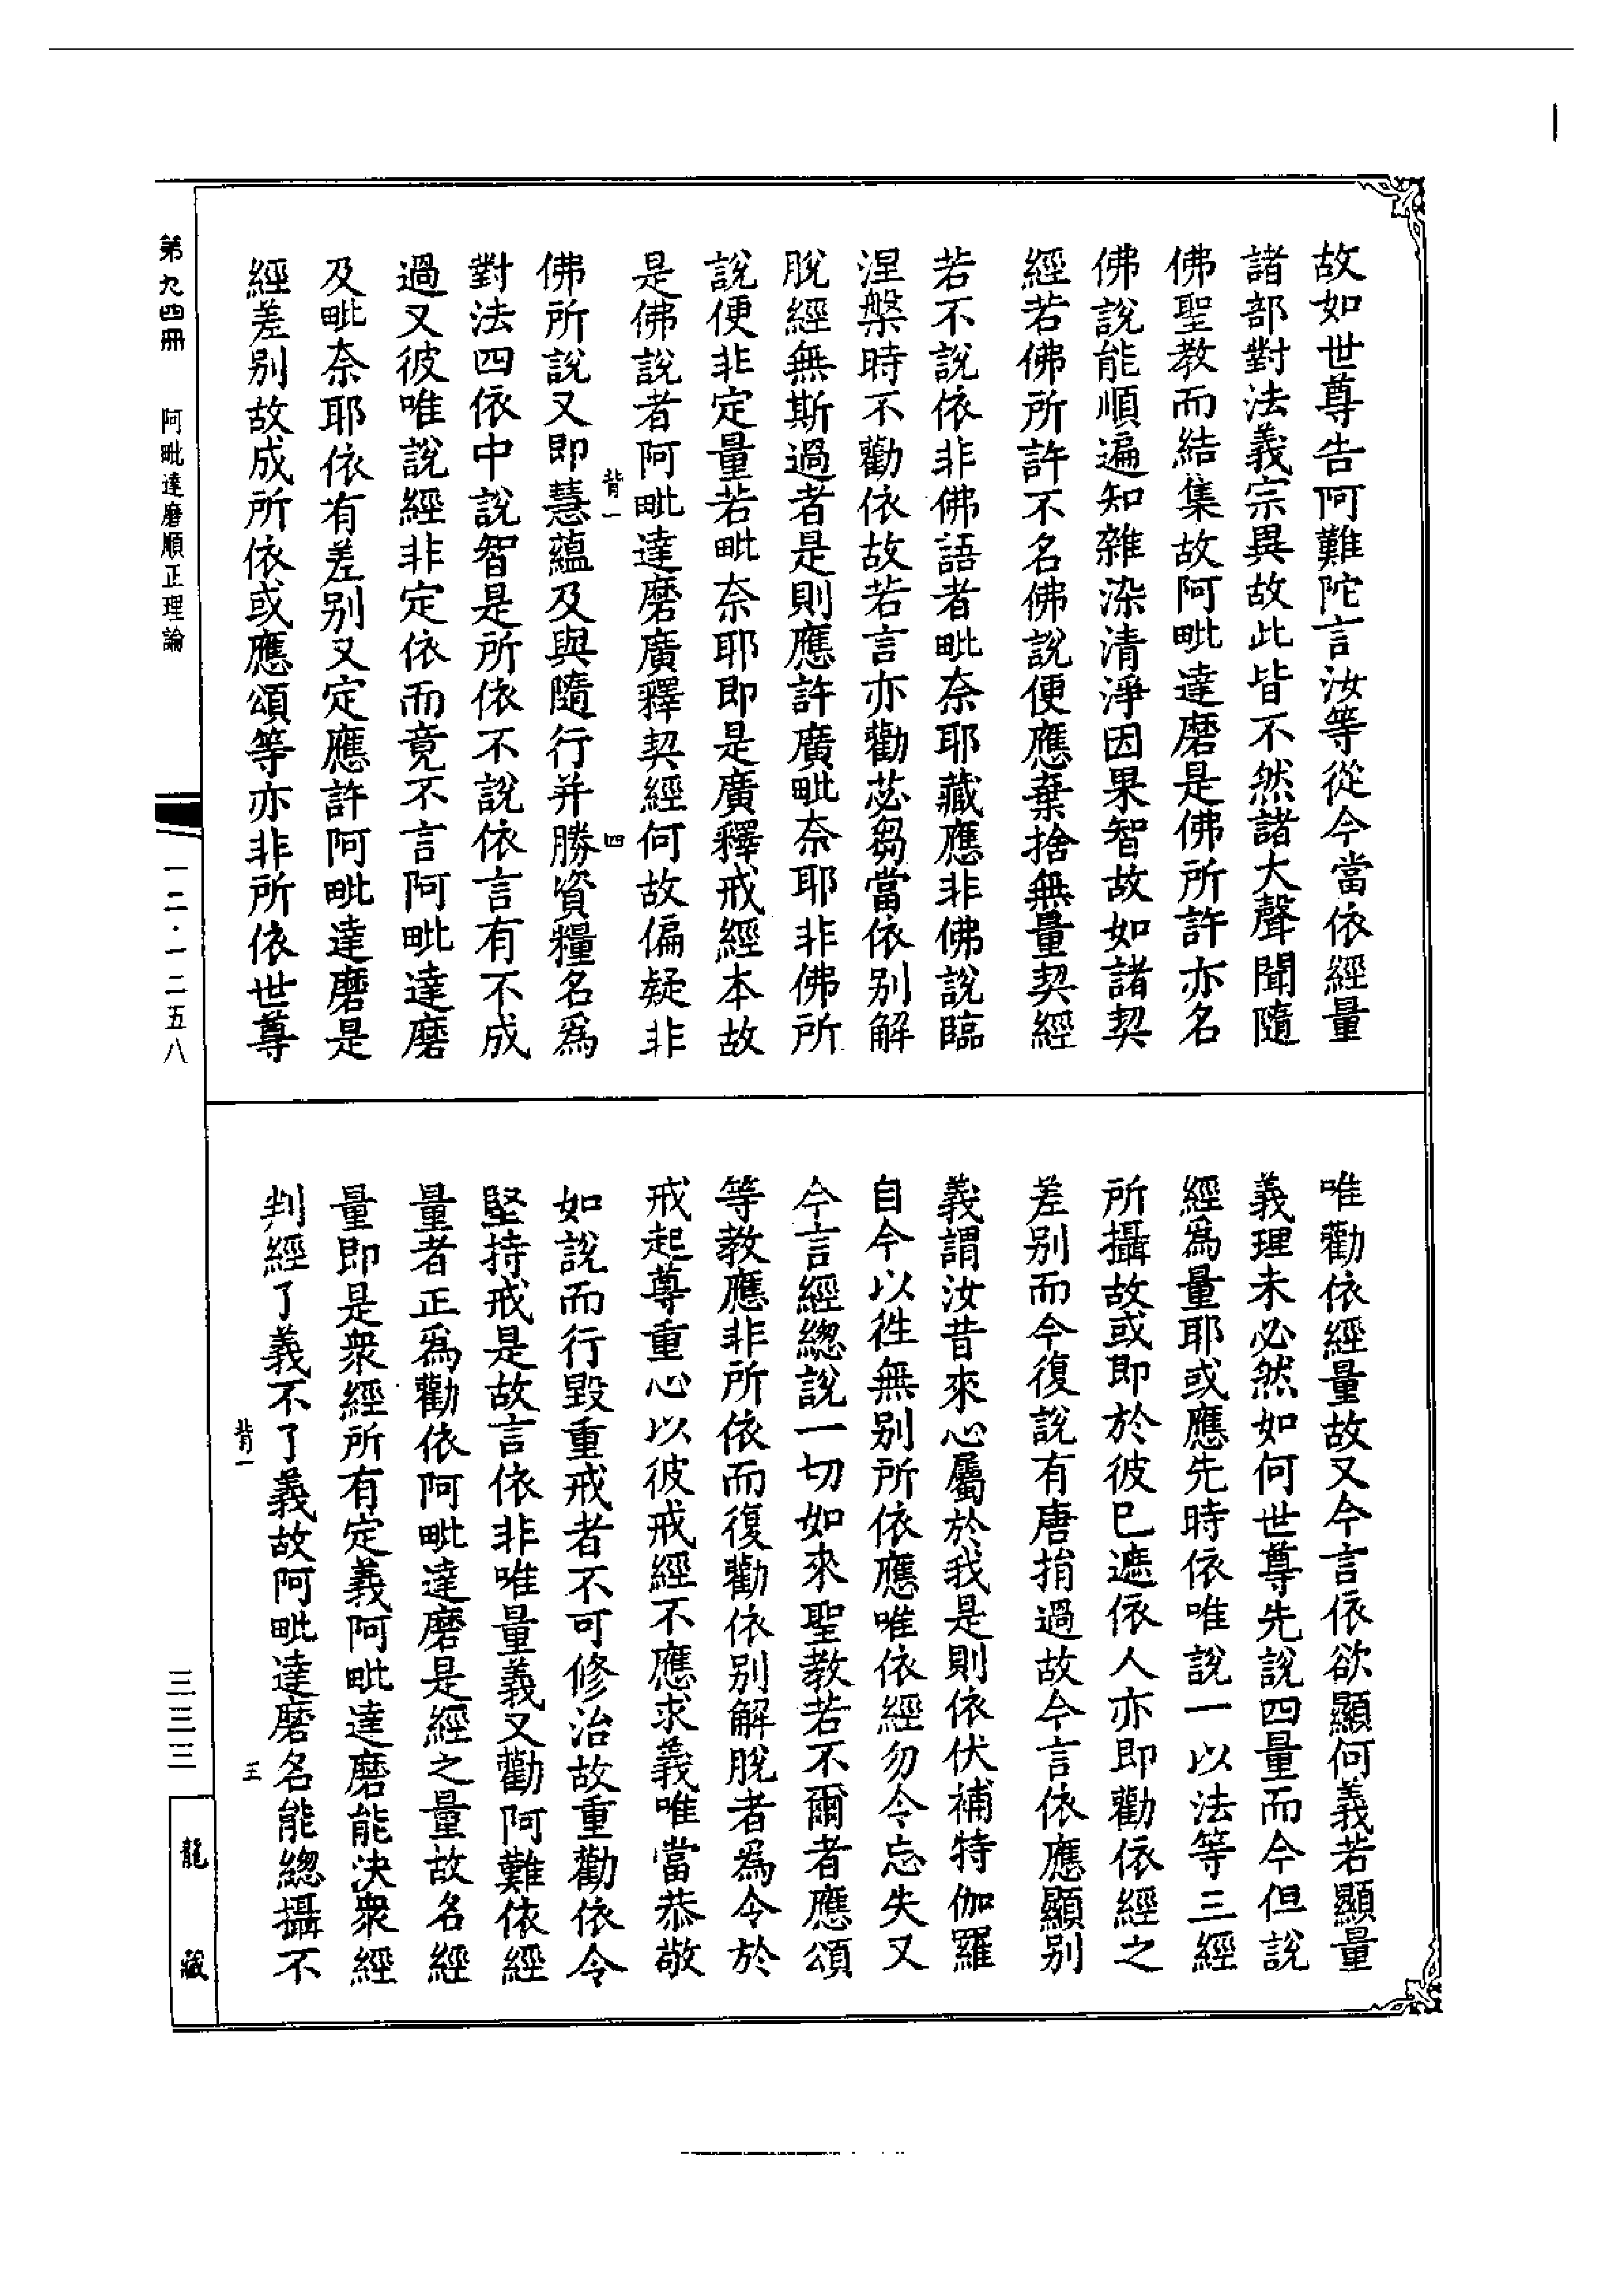 故如世尊告阿難陀言汝等從今當依經量
諸部對法義宗異故此皆不然諸大聲聞隨
佛聖教而結集故阿毗達磨是佛所許亦名
佛說能順遍知雜染清淨因果智故如諸契
經若佛所許不名佛說便應棄捨無量契經
若不說依非佛語者毗奈耶藏應非佛說臨
涅槃時不勸依故若言亦勸苾芻當依別解
脫經無斯過者是則應許廣毗奈耶非佛所
說便非定量若毗奈耶即是廣釋戒經本故
是佛說者阿毗達磨廣釋契經何故偏疑非
背一
四
佛所說又即慧蘊及與隨行并勝資糧名為
對法四依中說智是所依不說依言有不成
過又彼唯說經非定依而竟不言阿毗達磨
及毗奈耶依有差別又定應許阿毗達磨是
經差別故成所依或應頌等亦非所依世尊
唯勸依經量故又今言依欲顯何義若顯量
義理未必然如何世尊先說四量而今但說
經為量耶或應先時依唯說一以法等三經
所攝故或即於彼已遮依人亦即勸依經之
差別而今復說有唐捐過故今言依應顯別
義謂汝昔來心屬於我是則依伏補特伽羅
自今以往無別所依應唯依經勿令忘失又
今言經總說一切如來聖教若不爾者應頌
等教應非所依而復勸依別解脫者為令於
戒起尊重心以彼戒經不應求義唯當恭敬
如說而行毀重戒者不可修治故重勸依令
堅持戒是故言依非唯量義又勸阿難依經
量者正為勸依阿毗達磨是經之量故名經
量即是眾經所有定義阿毗達磨能決眾經
判經了義不了義故阿毗達磨名能總攝不
背一
五
第九四冊 阿毗達磨順正理論
一二·一二五八
三三三
龍藏